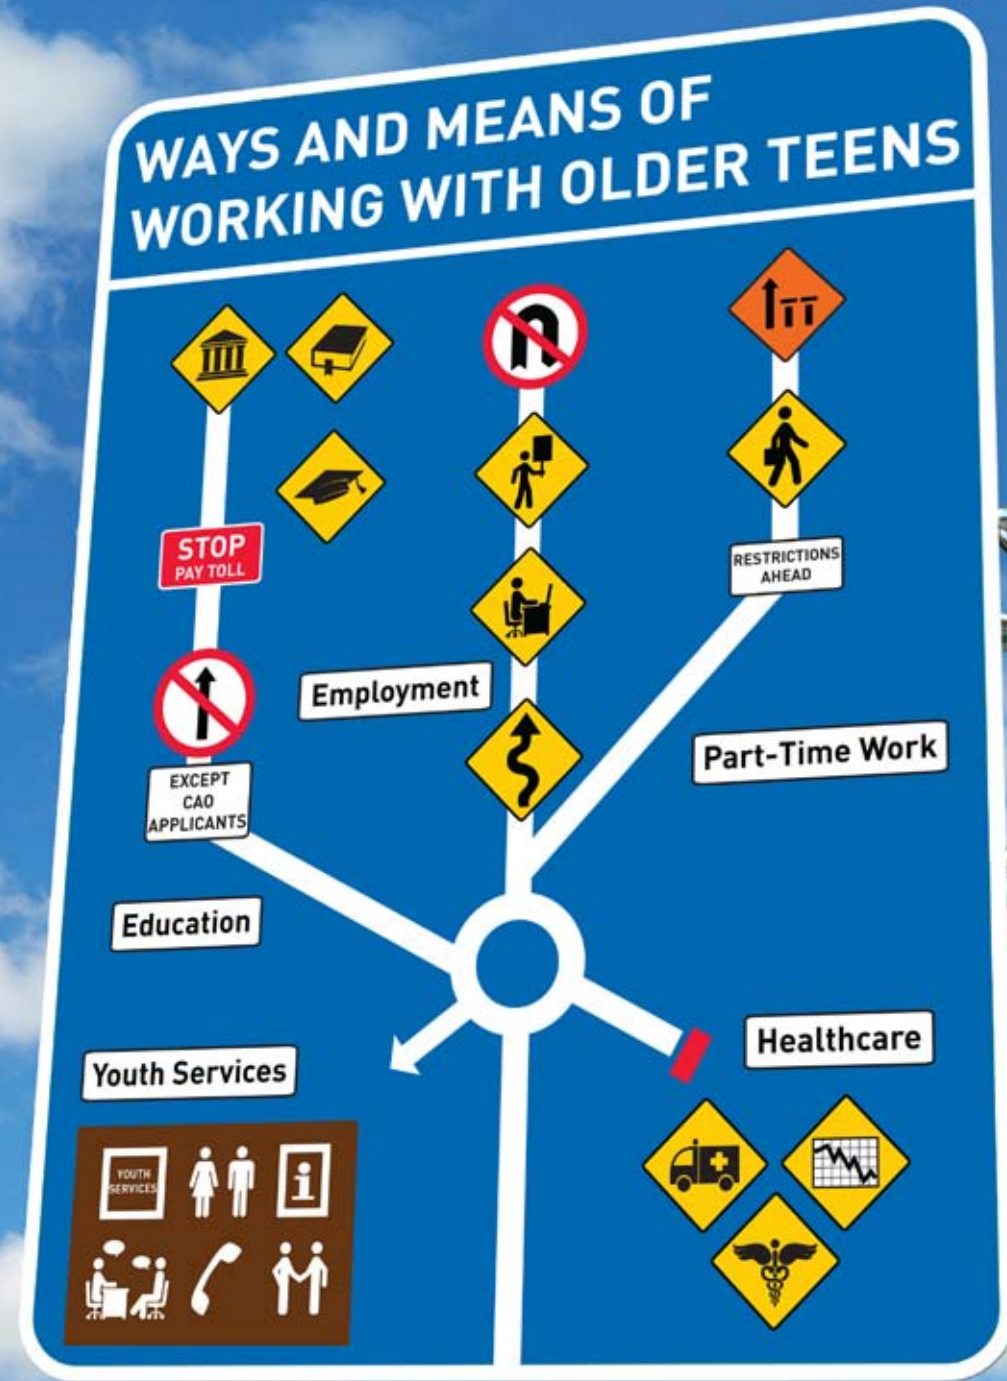 WAYS AND MEANS OF
WORKING WITH OLDER TEENS
STOP
PAY TOLL
RESTRICTIONS
AHEAD
Employment
Part-Time Work
EXCEPT
CAO
APPLICANTS
Education
Youth Services
Healthcare
YOUTH
SERVICES
i